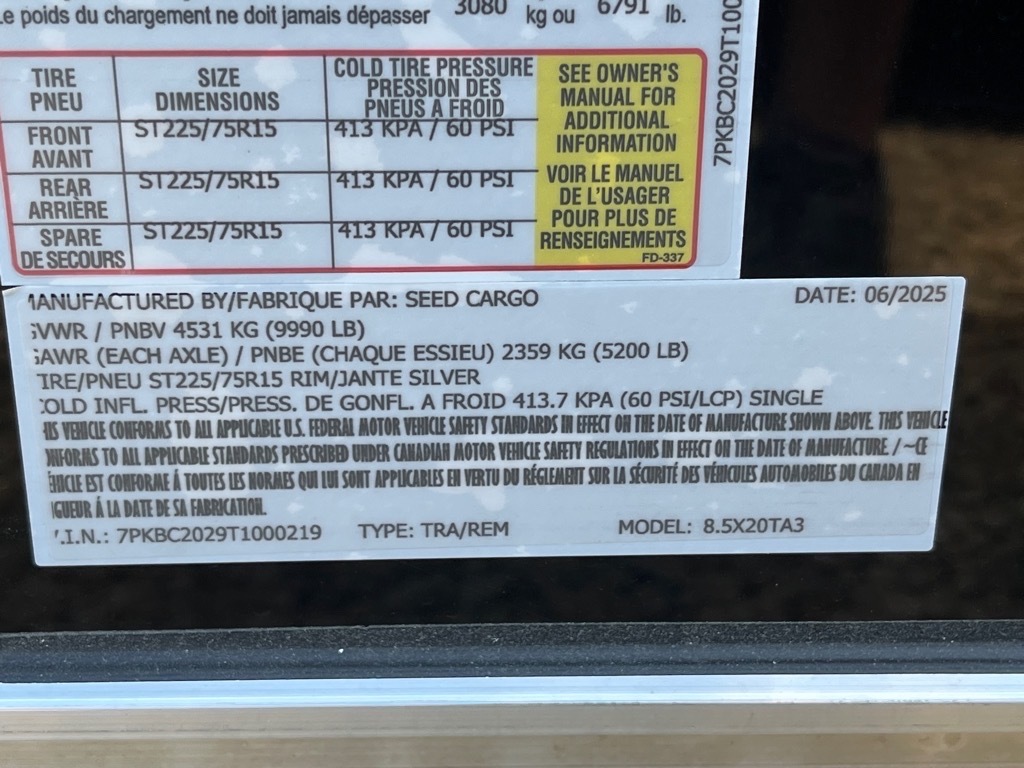 Le poids du chargement ne doit jamais dépasser 3080 kg ou 6791 lb.
TIRE PNEU
SIZE DIMENSIONS
COLD TIRE PRESSURE PRESSION DES PNEUS A FROID
FRONT AVANT
ST225/75R15
413 KPA / 60 PSI
REAR ARRIÈRE
ST225/75R15
413 KPA / 60 PSI
SPARE DE SECOURS
ST225/75R15
413 KPA / 60 PSI
SEE OWNER'S
MANUAL FOR
ADDITIONAL
INFORMATION
VOIR LE MANUEL
DE L'USAGER
POUR PLUS DE
RENSEIGNEMENTS
FD-337
7PKBC2029T100
MANUFACTURED BY/FABRIQUE PAR: SEED CARGO DATE: 06/2025
GVWR / PNBV 4531 KG (9990 LB)
GAWR (EACH AXLE) / PNBE (CHAQUE ESSIEU) 2359 KG (5200 LB)
TIRE/PNEU ST225/75R15 RIM/JANTE SILVER
COLD INFL. PRESS/PRESS. DE GONFL. A FROID 413.7 KPA (60 PSI/LCP) SINGLE
HIS VEHICLE CONFORMS TO ALL APPLICABLE U.S. FEDERAL MOTOR VEHICLE SAFETY STANDARDS IN EFFECT ON THE DATE OF MANUFACTURE SHOWN ABOVE. THIS VEHICLE
NFORMS TO ALL APPLICABLE STANDARDS PRESCRIBED UNDER CANADIAN MOTOR VEHICLE SAFETY REGULATIONS IN EFFECT ON THE DATE OF MANUFACTURE. / ~CE
ÉHICLE EST CONFORME À TOUTES LES NORMES QUI LUI SONT APPLICABLES EN VERTU DU RÉGLEMENT SUR LA SÉCURITÉ DES VÉHICULES AUTOMOBILES DU CANADA EN
IGUEUR Á LA DATE DE SA FABRICATION.
V.I.N.: 7PKBC2029T1000219 TYPE: TRA/REM MODEL: 8.5X20TA3